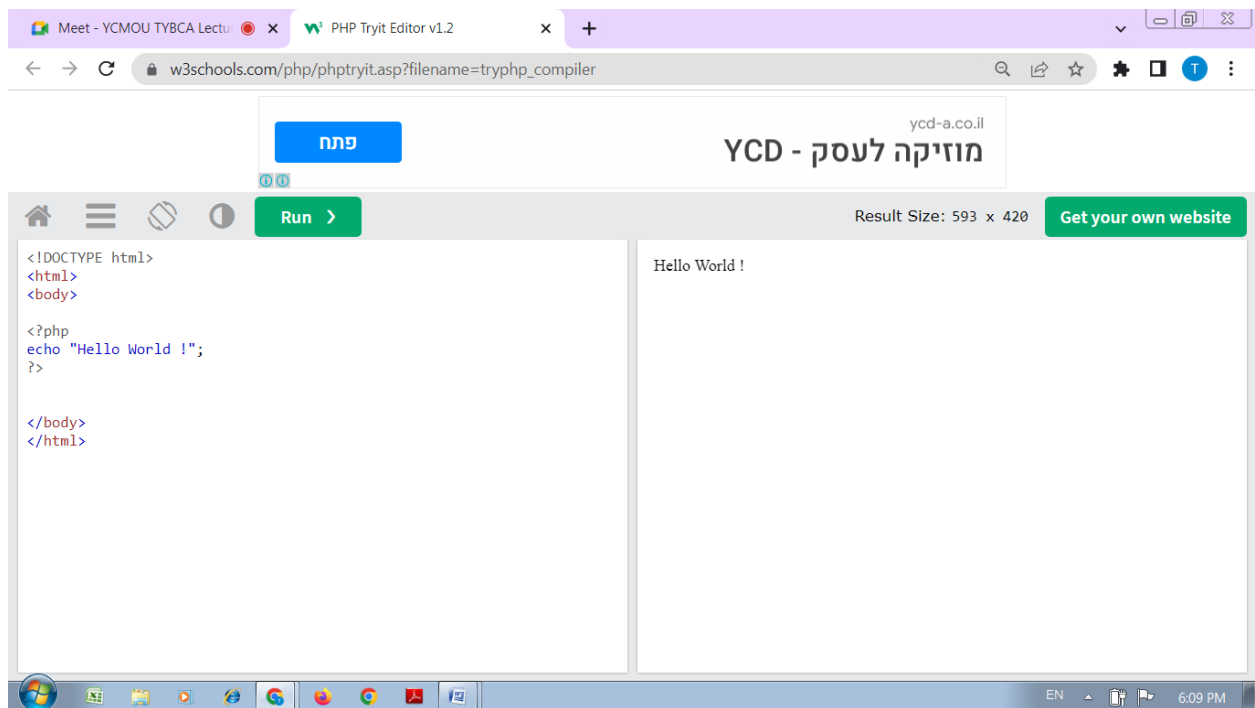 Meet - YCMOU TYBCA Lectu
PHP Tryit Editor v1.2
w3schools.com/php/phptryit.asp?filename=tryphp_compiler
T
ycd-a.co.il
פתח
מוזיקה לעסק - YCD
Run ❯
Result Size: 593 x 420
Get your own website
<!DOCTYPE html>
<html>
<body>
<?php
echo "Hello World !";
?>
</body>
</html>
Hello World !
EN
6:09 PM